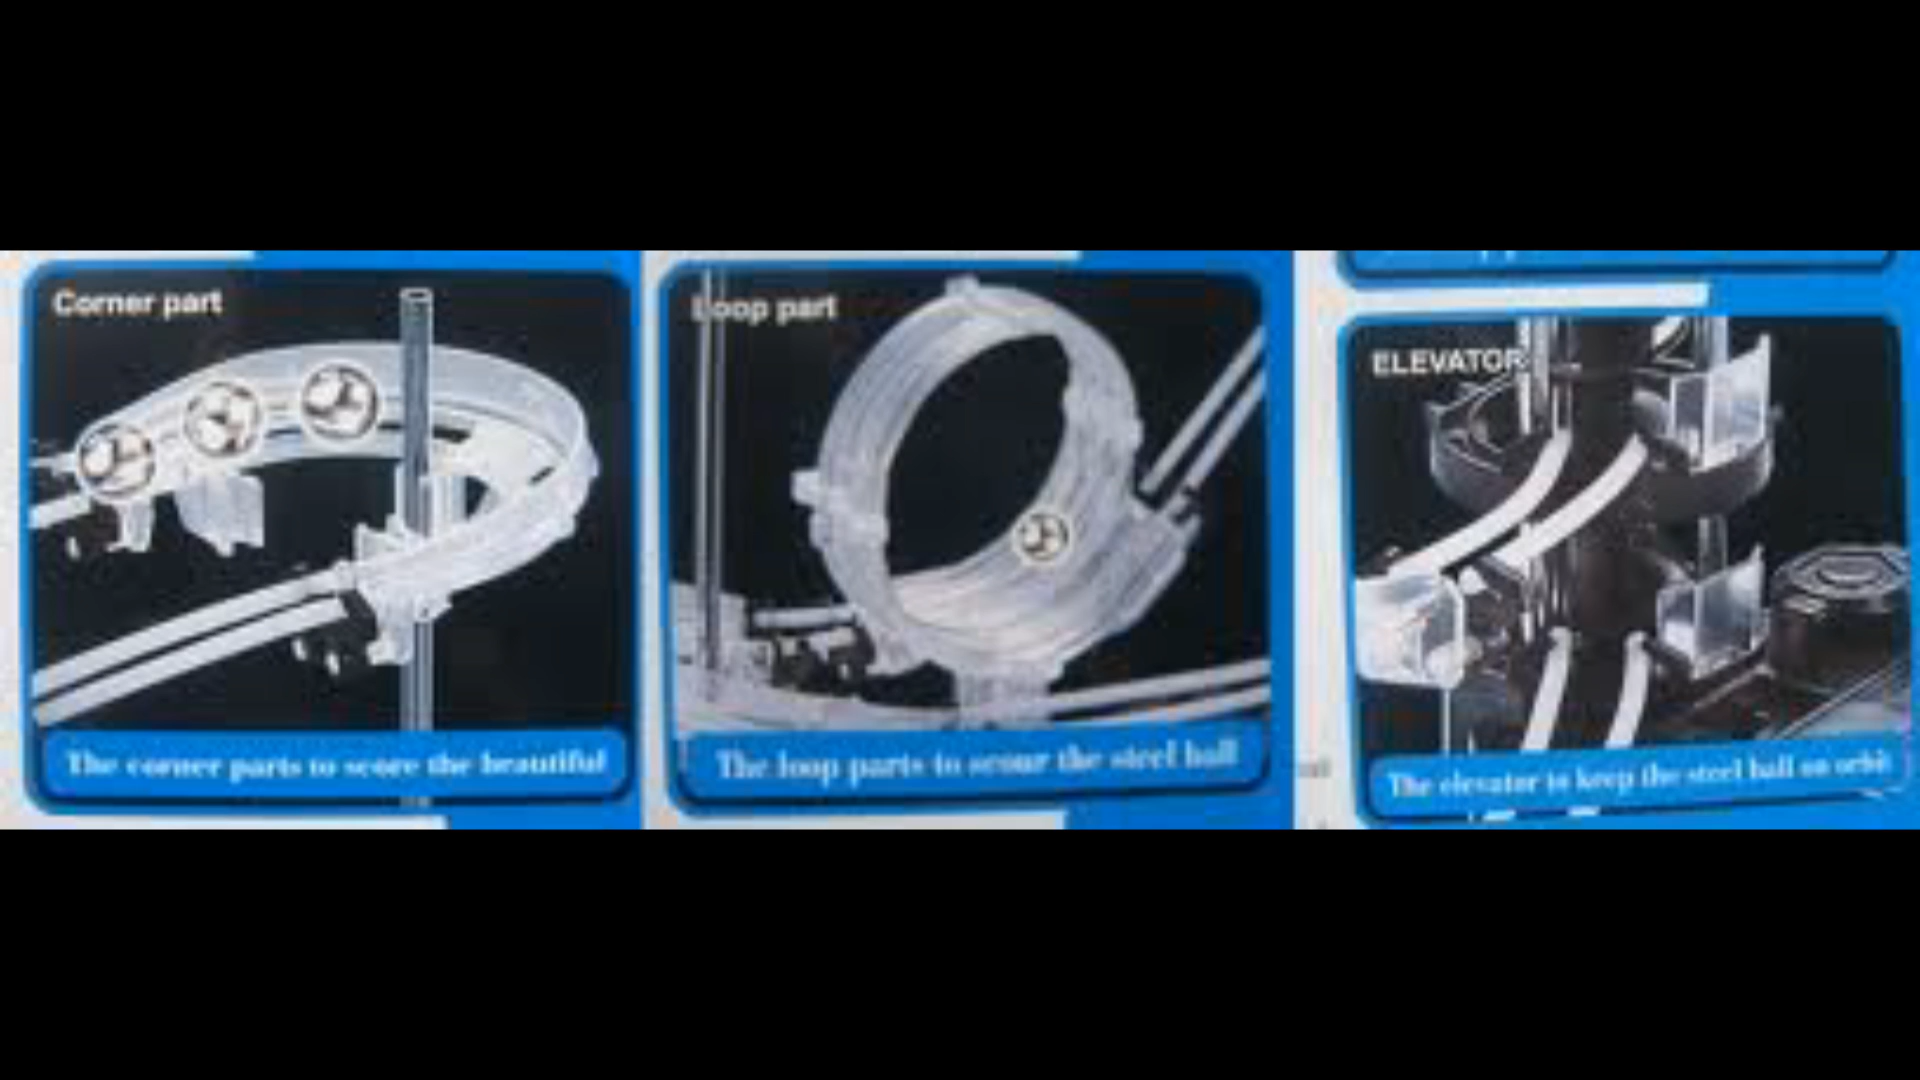 Corner part
The corner parts to score the beautiful
Loop part
The loop parts to scour the steel ball
ELEVATOR
The elevator to keep the steel ball on orbit